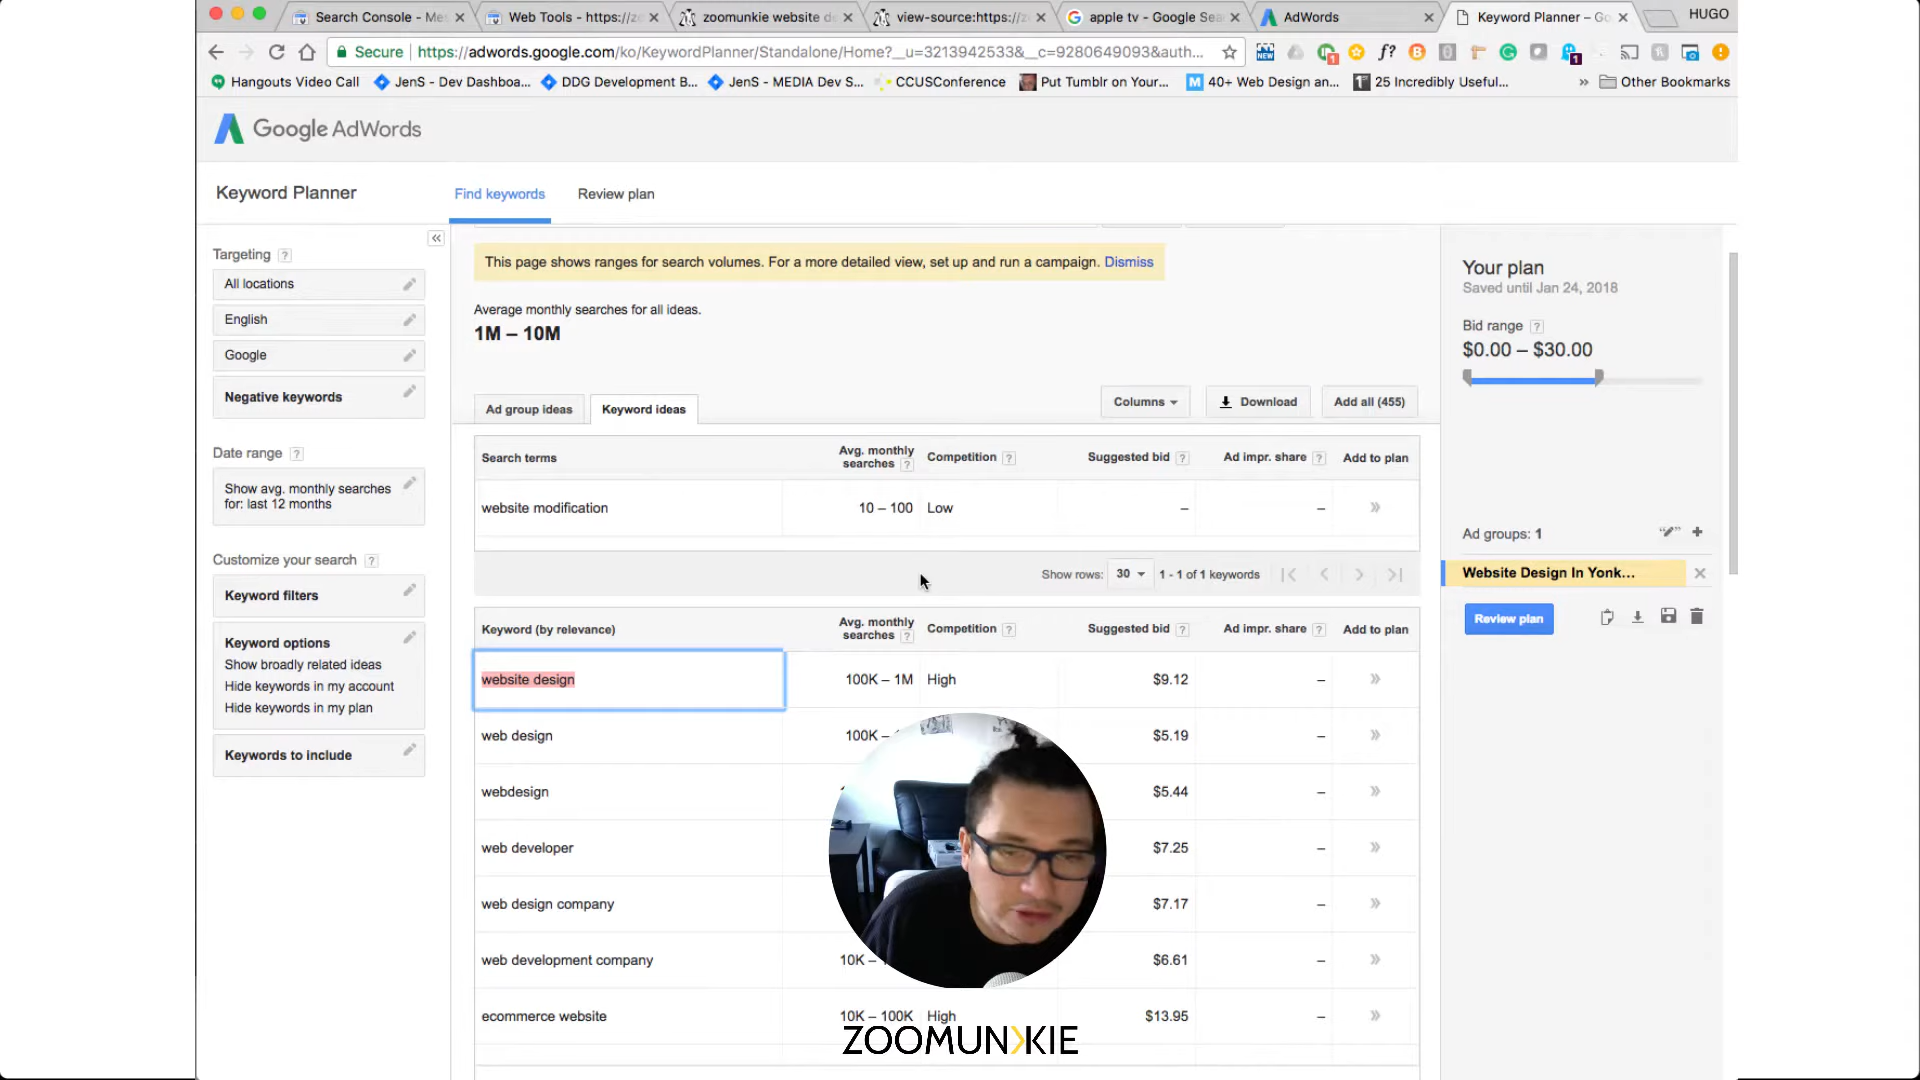 Search Console - Me
Web Tools - https://z
zoomunkie website d
view-source:https://z
apple tv - Google Sea
AdWords
Keyword Planner – Go
HUGO
Secure
https://adwords.google.com/ko/KeywordPlanner/Standalone/Home?__u=3213942533&__c=9280649093&auth...
Hangouts Video Call
JenS - Dev Dashboa...
DDG Development B...
JenS - MEDIA Dev S...
CCUSConference
Put Tumblr on Your...
40+ Web Design an...
25 Incredibly Useful...
»
Other Bookmarks
Google AdWords
Keyword Planner
Find keywords
Review plan
Targeting ?
All locations
English
Google
Negative keywords
Date range ?
Show avg. monthly searches
for: last 12 months
Customize your search ?
Keyword filters
Keyword options
Show broadly related ideas
Hide keywords in my account
Hide keywords in my plan
Keywords to include
This page shows ranges for search volumes. For a more detailed view, set up and run a campaign. Dismiss
Average monthly searches for all ideas.
1M – 10M
Ad group ideas
Keyword ideas
Columns
Download
Add all (455)
Search terms
Avg. monthly
searches ?
Competition ?
Suggested bid ?
Ad impr. share ?
Add to plan
website modification
10 – 100
Low
–
–
»
Show rows: 30
1 - 1 of 1 keywords
Keyword (by relevance)
Avg. monthly
searches ?
Competition ?
Suggested bid ?
Ad impr. share ?
Add to plan
website design
100K – 1M
High
$9.12
–
»
web design
100K –
$5.19
–
»
webdesign
$5.44
–
»
web developer
$7.25
–
»
web design company
$7.17
–
»
web development company
10K –
$6.61
–
»
ecommerce website
10K – 100K
High
$13.95
–
»
ZOOMUNKIE
Your plan
Saved until Jan 24, 2018
Bid range ?
$0.00 – $30.00
Ad groups: 1
Website Design In Yonk...
Review plan